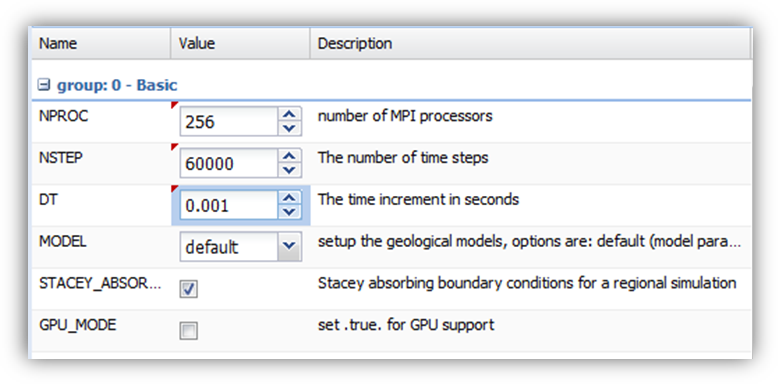 Name Value Description
group: 0 - Basic
NPROC 256 number of MPI processors
NSTEP 60000 The number of time steps
DT 0.001 The time increment in seconds
MODEL default setup the geological models, options are: default (model para...
STACEY_ABSOR... Stacey absorbing boundary conditions for a regional simulation
GPU_MODE set .true. for GPU support